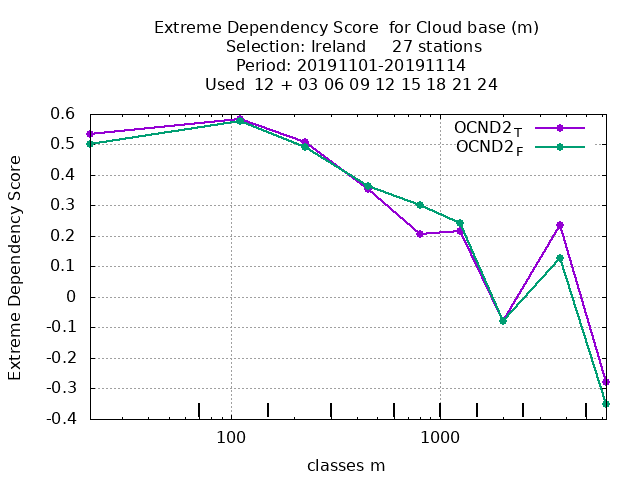 Extreme Dependency Score  for Cloud base (m)
Selection: Ireland     27 stations
Period: 20191101-20191114
Used  12 + 03 06 09 12 15 18 21 24
OCND2T
OCND2F
Extreme Dependency Score
0.6
0.5
0.4
0.3
0.2
0.1
0
-0.1
-0.2
-0.3
-0.4
100 1000
classes m